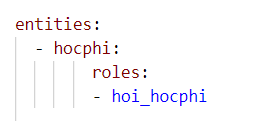 entities:
  - hocphi:
        roles:
        - hoi_hocphi